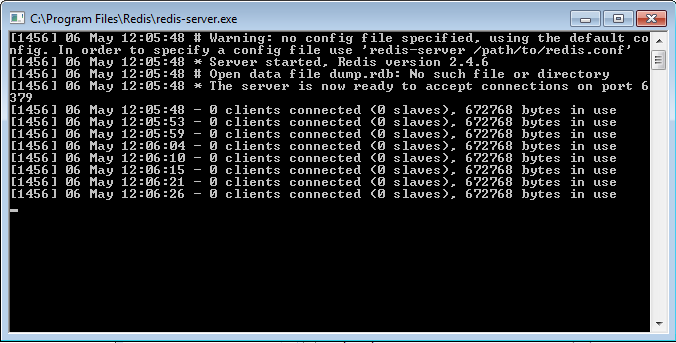 C:\Program Files\Redis\redis-server.exe
[1456] 06 May 12:05:48 # Warning: no config file specified, using the default co
nfig. In order to specify a config file use 'redis-server /path/to/redis.conf'
[1456] 06 May 12:05:48 * Server started, Redis version 2.4.6
[1456] 06 May 12:05:48 # Open data file dump.rdb: No such file or directory
[1456] 06 May 12:05:48 * The server is now ready to accept connections on port 6
379
[1456] 06 May 12:05:48 - 0 clients connected (0 slaves), 672768 bytes in use
[1456] 06 May 12:05:53 - 0 clients connected (0 slaves), 672768 bytes in use
[1456] 06 May 12:05:59 - 0 clients connected (0 slaves), 672768 bytes in use
[1456] 06 May 12:06:04 - 0 clients connected (0 slaves), 672768 bytes in use
[1456] 06 May 12:06:10 - 0 clients connected (0 slaves), 672768 bytes in use
[1456] 06 May 12:06:15 - 0 clients connected (0 slaves), 672768 bytes in use
[1456] 06 May 12:06:21 - 0 clients connected (0 slaves), 672768 bytes in use
[1456] 06 May 12:06:26 - 0 clients connected (0 slaves), 672768 bytes in use